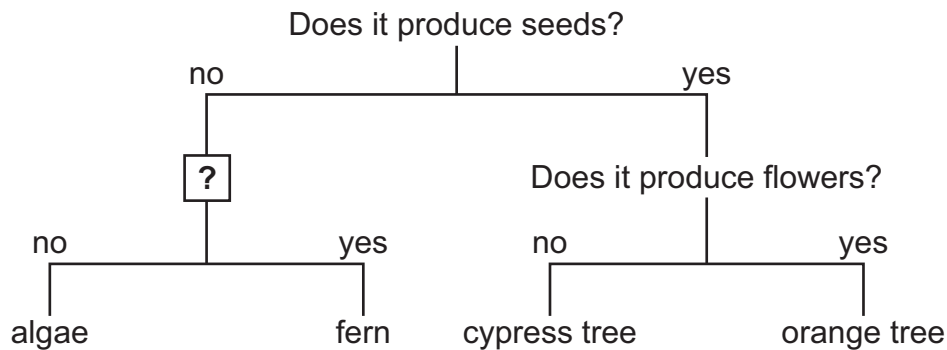 Does it produce seeds?
no
yes
?
Does it produce flowers?
no
yes
no
yes
algae
fern
cypress tree
orange tree